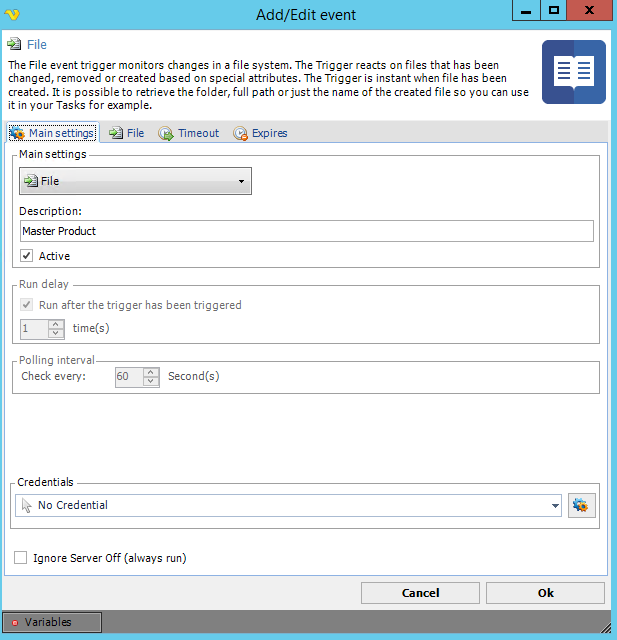 Add/Edit event
File
The File event trigger monitors changes in a file system. The Trigger reacts on files that has been
changed, removed or created based on special attributes. The Trigger is instant when file has been
created. It is possible to retrieve the folder, full path or just the name of the created file so you can use
it in your Tasks for example.
Main settings File Timeout Expires
Main settings
File
Description:
Master Product
Active
Run delay
Run after the trigger has been triggered
1 time(s)
Polling interval
Check every: 60 Second(s)
Credentials
No Credential
Ignore Server Off (always run)
Cancel Ok
Variables